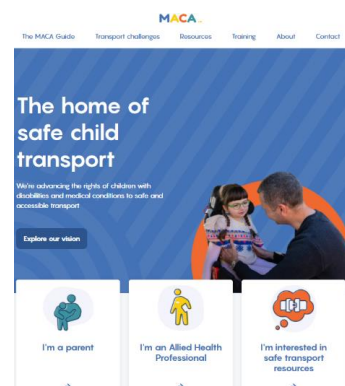 MACA
The MACA Guide Transport challenges Resources Training About Contact
The home of
safe child
transport
We're advancing the rights of children with
disabilities and medical conditions to safe and
accessible transport
Explore our vision
I'm a parent
I'm an Allied Health
Professional
I'm interested in
safe transport
resources